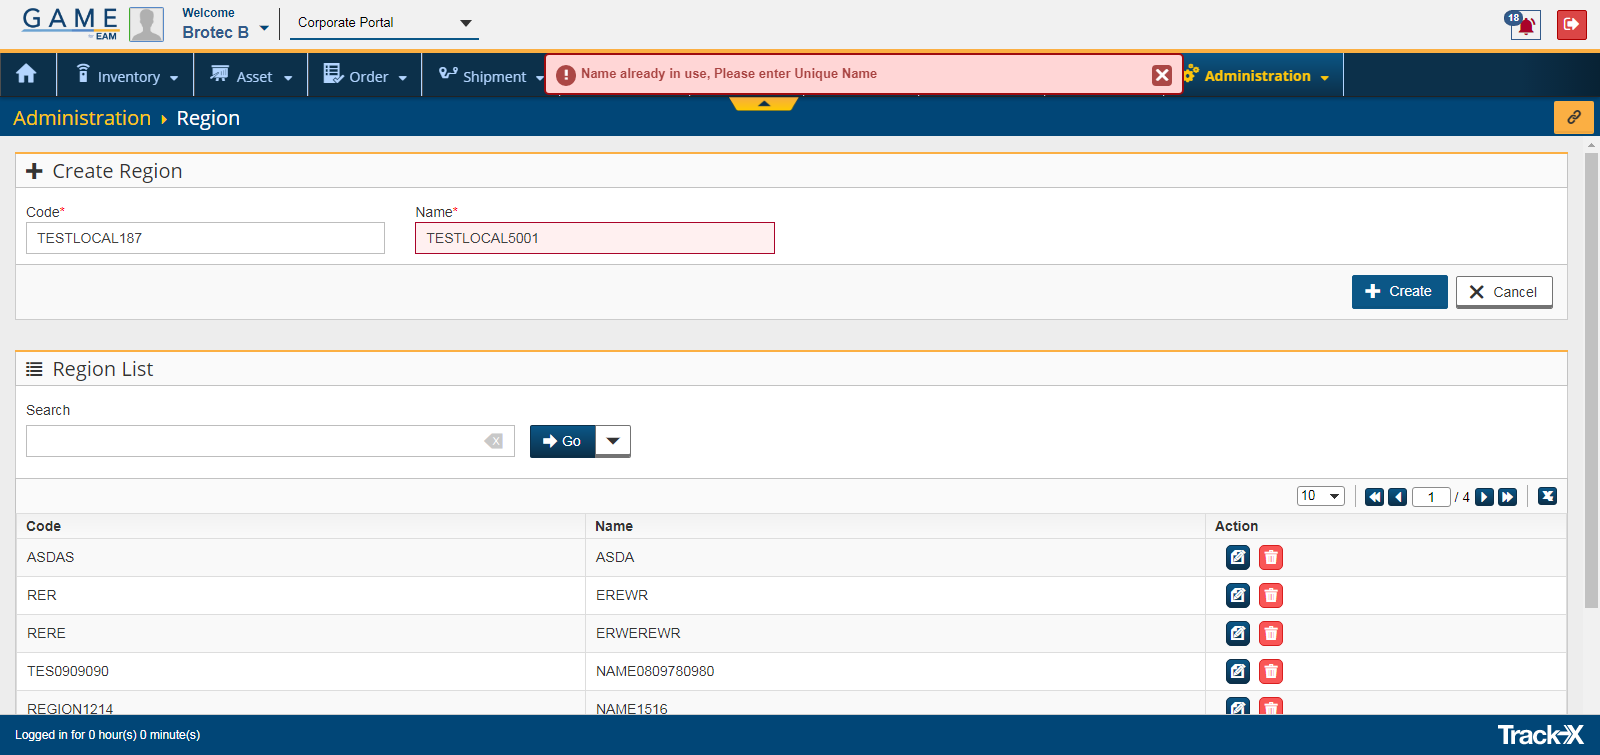 GAME
EAM
Welcome
Brotec B
Corporate Portal
18
Inventory
Asset
Order
Shipment
Name already in use, Please enter Unique Name
Administration
Administration Region
Create Region
Code*
Name*
TESTLOCAL187
TESTLOCAL5001
Create
Cancel
Region List
Search
Go
10
1 / 4
Code Name Action
ASDAS ASDA
RER EREWR
RERE ERWEREWR
TES0909090 NAME0809780980
REGION1214 NAME1516
Logged in for 0 hour(s) 0 minute(s)
Track-X